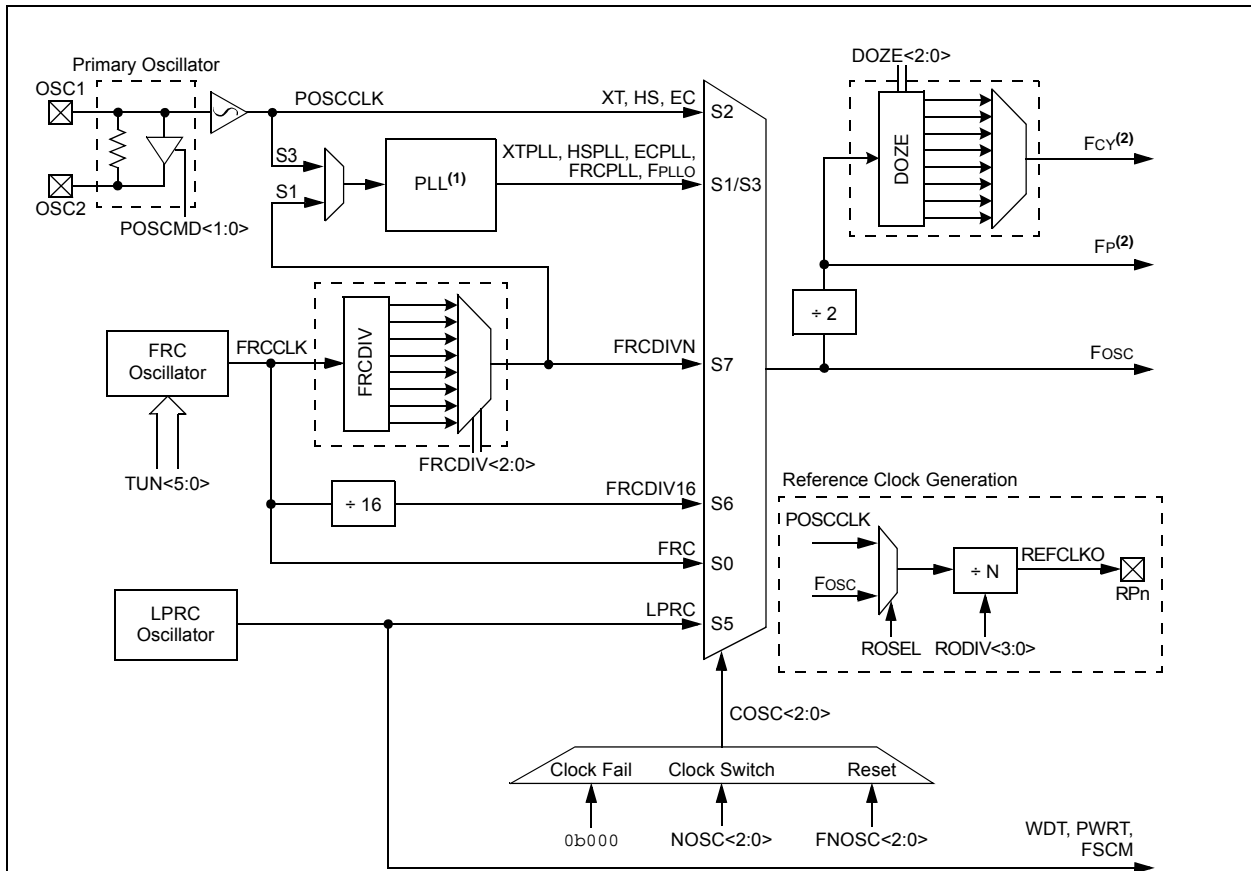 Primary Oscillator
OSC1
OSC2
POSCMD<1:0>
POSCCLK
XT, HS, EC
S2
S3
S1
PLL(1)
XTPLL, HSPLL, ECPLL,
FRCPLL, FPLLO
S1/S3
DOZE<2:0>
DOZE
FCY(2)
FP(2)
÷ 2
FOSC
FRC
Oscillator
TUN<5:0>
FRCCLK
FRCDIV
FRCDIV<2:0>
FRCDIVN
S7
÷ 16
FRCDIV16
S6
FRC
S0
LPRC
Oscillator
LPRC
S5
Reference Clock Generation
POSCCLK
FOSC
ROSEL
÷ N
RODIV<3:0>
REFCLKO
RPn
COSC<2:0>
Clock Fail
Clock Switch
Reset
0b000
NOSC<2:0>
FNOSC<2:0>
WDT, PWRT,
FSCM